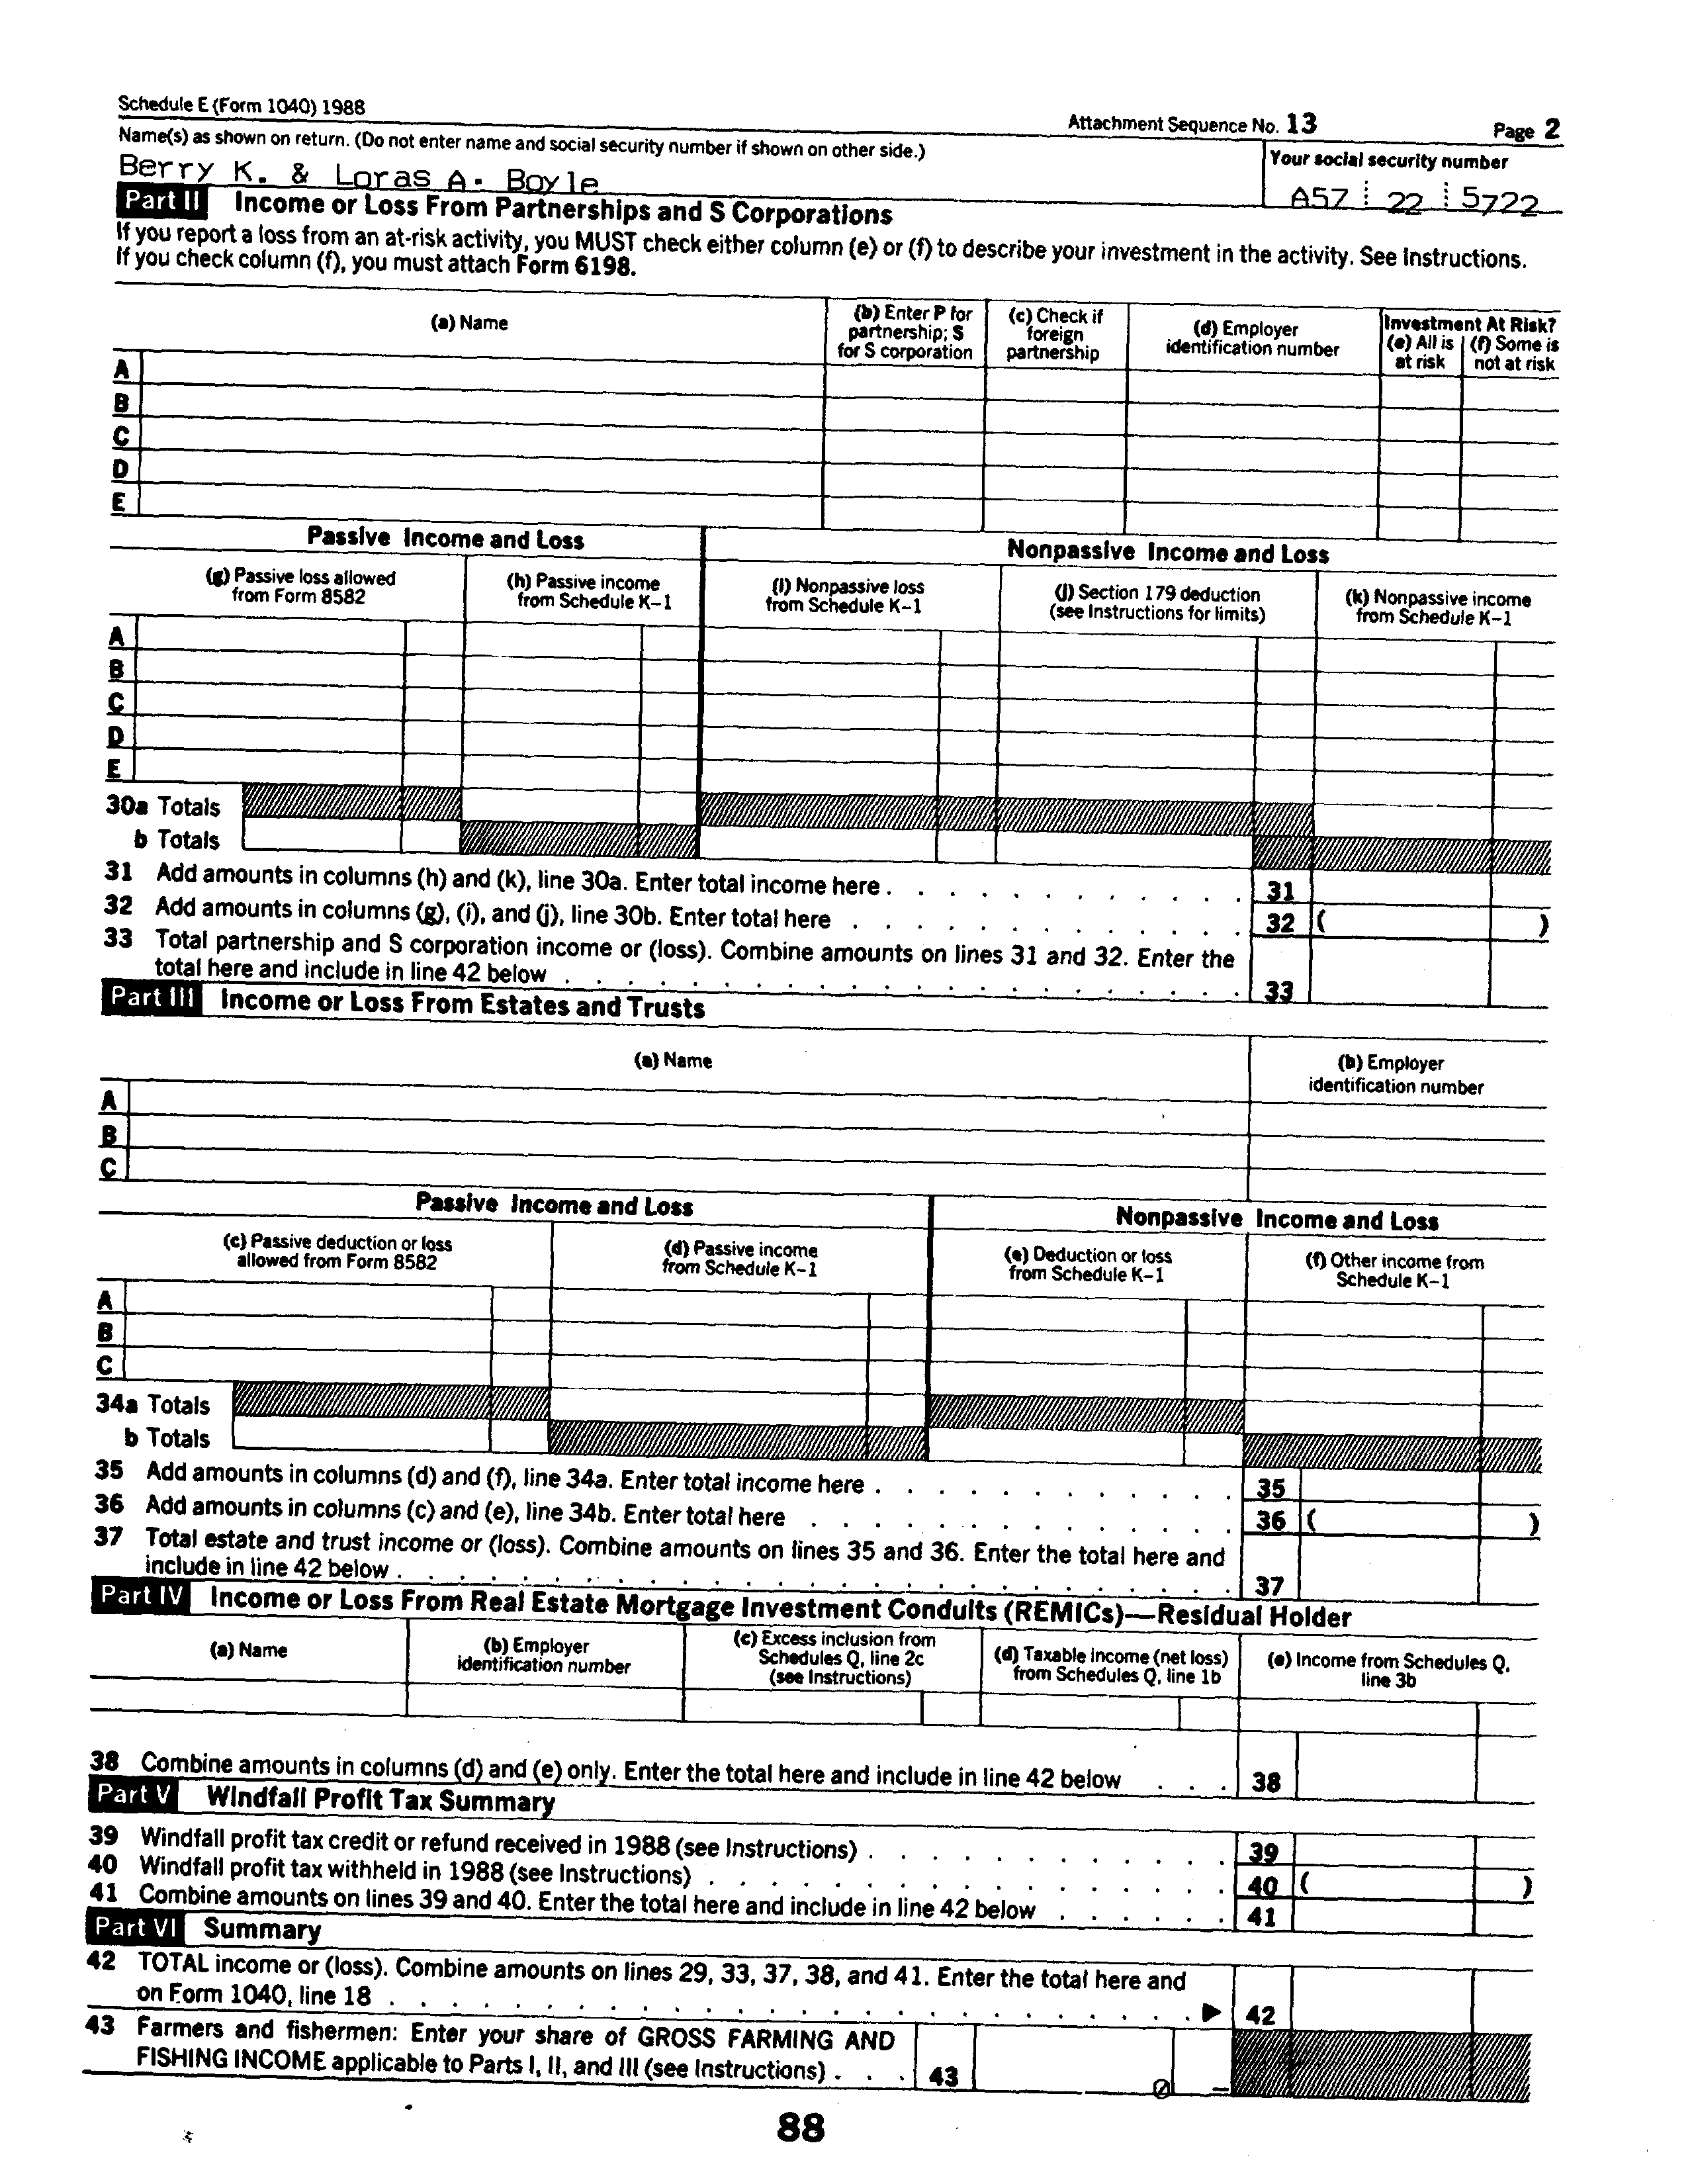 Schedule E (Form 1040) 1988
Attachment Sequence No. 13
Page 2
Name(s) as shown on return. (Do not enter name and social security number if shown on other side.)
Your social security number
Berry K. & Loras A. Boyle
A57 22 5722
Part II Income or Loss From Partnerships and S Corporations
If you report a loss from an at-risk activity, you MUST check either column (e) or (f) to describe your investment in the activity. See Instructions.
If you check column (f), you must attach Form 6198.
(a) Name
(b) Enter P for
partnership; S
for S corporation
(c) Check if
foreign
partnership
(d) Employer
identification number
Investment At Risk?
(e) All is
at risk
(f) Some is
not at risk
A
B
C
D
E
Passive Income and Loss
Nonpassive Income and Loss
(g) Passive loss allowed
from Form 8582
(h) Passive income
from Schedule K-1
(i) Nonpassive loss
from Schedule K-1
(j) Section 179 deduction
(see Instructions for limits)
(k) Nonpassive income
from Schedule K-1
A
B
C
D
E
30a Totals
b Totals
31 Add amounts in columns (h) and (k), line 30a. Enter total income here . . . . . . . . . . . . 31
32 Add amounts in columns (g), (i), and (j), line 30b. Enter total here . . . . . . . . . . . . . 32 ( )
33 Total partnership and S corporation income or (loss). Combine amounts on lines 31 and 32. Enter the
total here and include in line 42 below . . . . . . . . . . . . . . . . . . . . . . 33
Part III Income or Loss From Estates and Trusts
(a) Name
(b) Employer
identification number
A
B
C
Passive Income and Loss
Nonpassive Income and Loss
(c) Passive deduction or loss
allowed from Form 8582
(d) Passive income
from Schedule K-1
(e) Deduction or loss
from Schedule K-1
(f) Other income from
Schedule K-1
A
B
C
34a Totals
b Totals
35 Add amounts in columns (d) and (f), line 34a. Enter total income here . . . . . . . . . . . . 35
36 Add amounts in columns (c) and (e), line 34b. Enter total here . . . . . . . . . . . . . . 36 ( )
37 Total estate and trust income or (loss). Combine amounts on lines 35 and 36. Enter the total here and
include in line 42 below . . . . . . . . . . . . . . . . . . . . . . . . . . 37
Part IV Income or Loss From Real Estate Mortgage Investment Conduits (REMICs)—Residual Holder
(a) Name
(b) Employer
identification number
(c) Excess inclusion from
Schedules Q, line 2c
(see Instructions)
(d) Taxable income (net loss)
from Schedules Q, line 1b
(e) Income from Schedules Q,
line 3b
38 Combine amounts in columns (d) and (e) only. Enter the total here and include in line 42 below . . . 38
Part V Windfall Profit Tax Summary
39 Windfall profit tax credit or refund received in 1988 (see Instructions) . . . . . . . . . . . . 39
40 Windfall profit tax withheld in 1988 (see Instructions) . . . . . . . . . . . . . . . . . 40 ( )
41 Combine amounts on lines 39 and 40. Enter the total here and include in line 42 below . . . . . . 41
Part VI Summary
42 TOTAL income or (loss). Combine amounts on lines 29, 33, 37, 38, and 41. Enter the total here and
on Form 1040, line 18 . . . . . . . . . . . . . . . . . . . . . . . . . . ▶ 42
43 Farmers and fishermen: Enter your share of GROSS FARMING AND
FISHING INCOME applicable to Parts I, II, and III (see Instructions) . . . 43
0 –
88